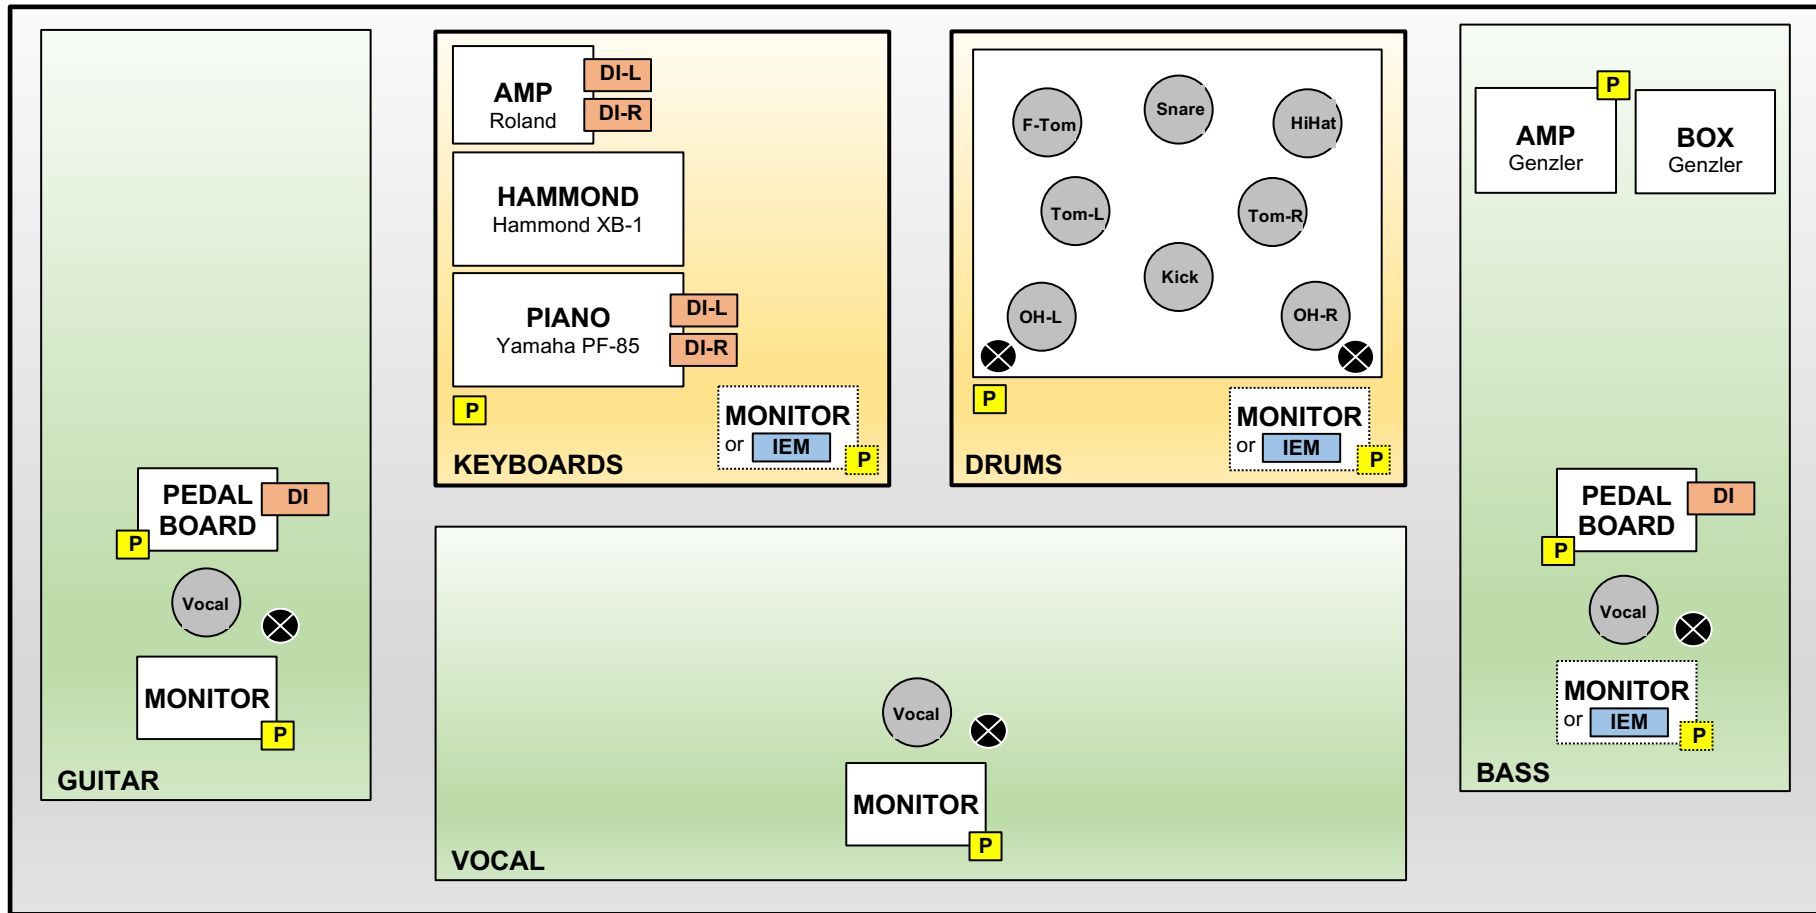 PEDAL
BOARD
DI
P
Vocal
MONITOR
P
GUITAR
AMP
Roland
DI-L
DI-R
HAMMOND
Hammond XB-1
PIANO
Yamaha PF-85
DI-L
DI-R
P
MONITOR
or IEM
P
KEYBOARDS
F-Tom
Snare
HiHat
Tom-L
Tom-R
Kick
OH-L
OH-R
P
MONITOR
or IEM
P
DRUMS
Vocal
MONITOR
P
VOCAL
P
AMP
Genzler
BOX
Genzler
PEDAL
BOARD
DI
P
Vocal
MONITOR
or IEM
P
BASS